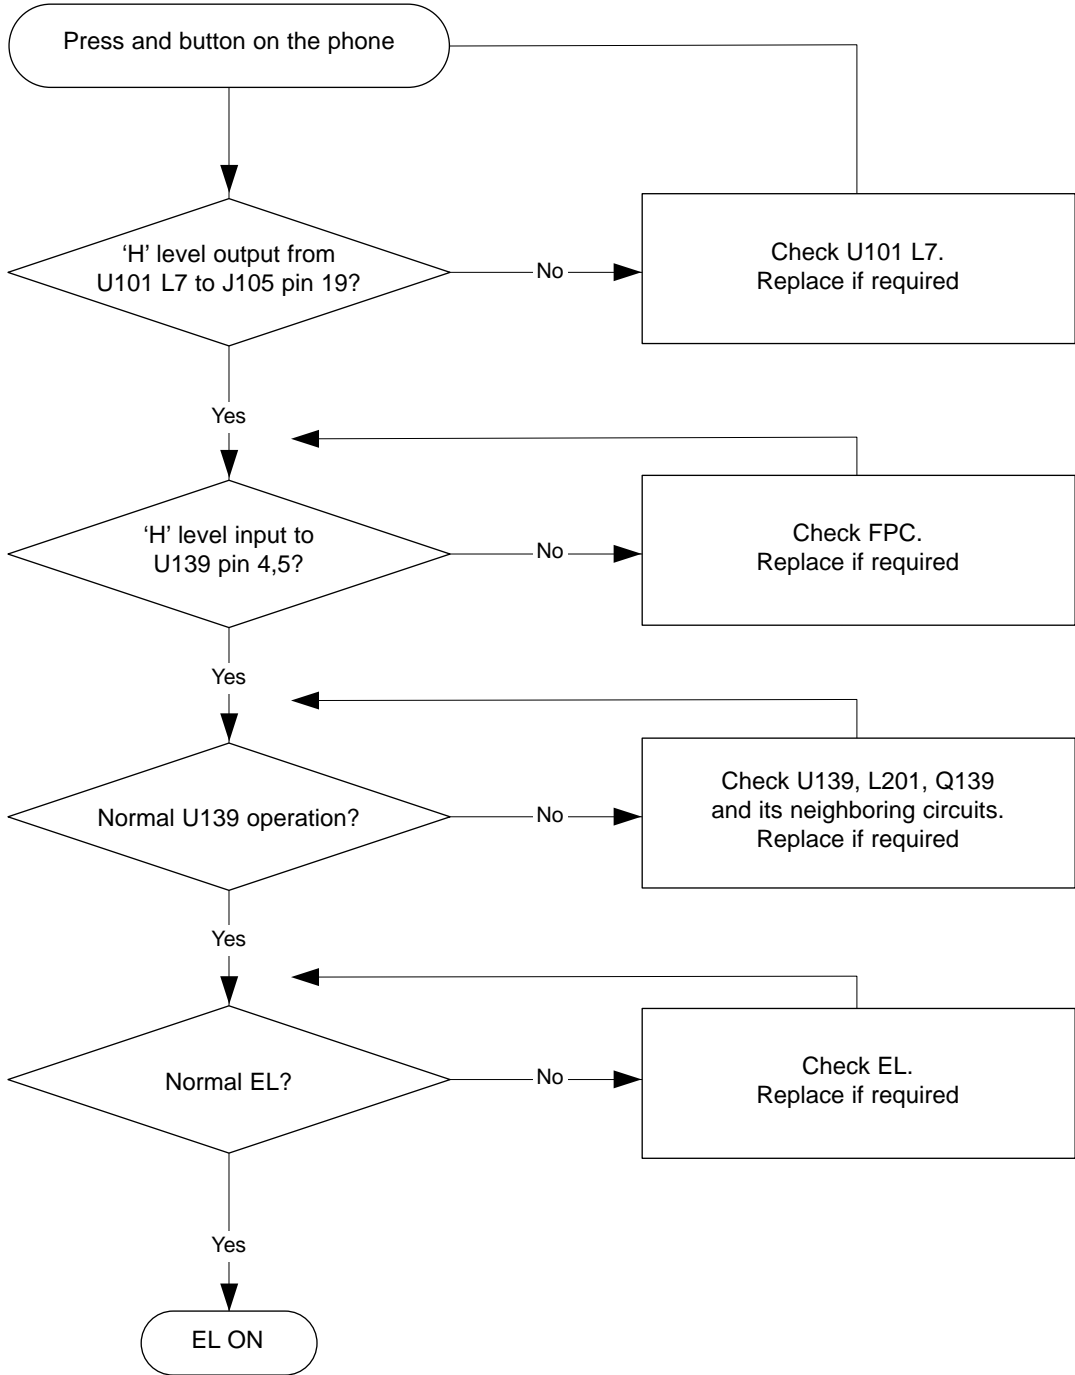 Press and button on the phone
‘H’ level output from
U101 L7 to J105 pin 19?
No
Check U101 L7.
Replace if required
Yes
‘H’ level input to
U139 pin 4,5?
No
Check FPC.
Replace if required
Yes
Normal U139 operation?
No
Check U139, L201, Q139
and its neighboring circuits.
Replace if required
Yes
Normal EL?
No
Check EL.
Replace if required
Yes
EL ON